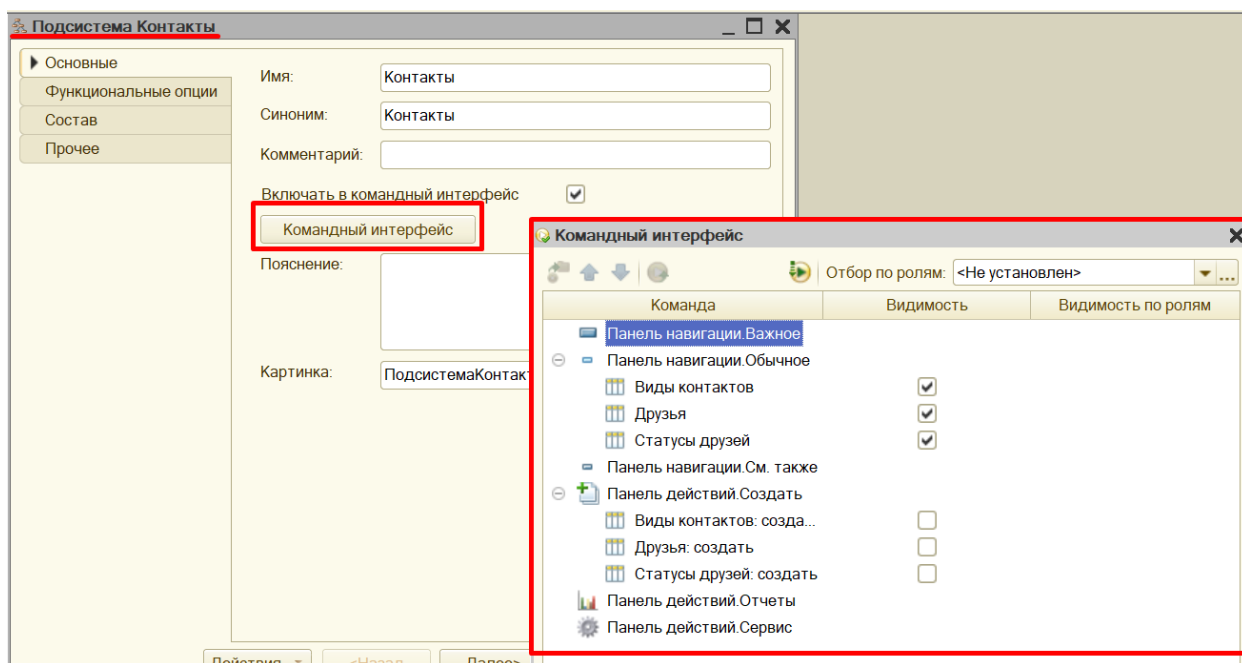 Подсистема Контакты
Основные
Функциональные опции
Состав
Прочее
Имя: Контакты
Синоним: Контакты
Комментарий:
Включать в командный интерфейс
Командный интерфейс
Пояснение:
Картинка: ПодсистемаКонтакт
Действия <Назад Далее>
Командный интерфейс
Отбор по ролям: <Не установлен> ...
Команда Видимость Видимость по ролям
Панель навигации.Важное
Панель навигации.Обычное
Виды контактов
Друзья
Статусы друзей
Панель навигации.См. также
Панель действий.Создать
Виды контактов: созда...
Друзья: создать
Статусы друзей: создать
Панель действий.Отчеты
Панель действий.Сервис